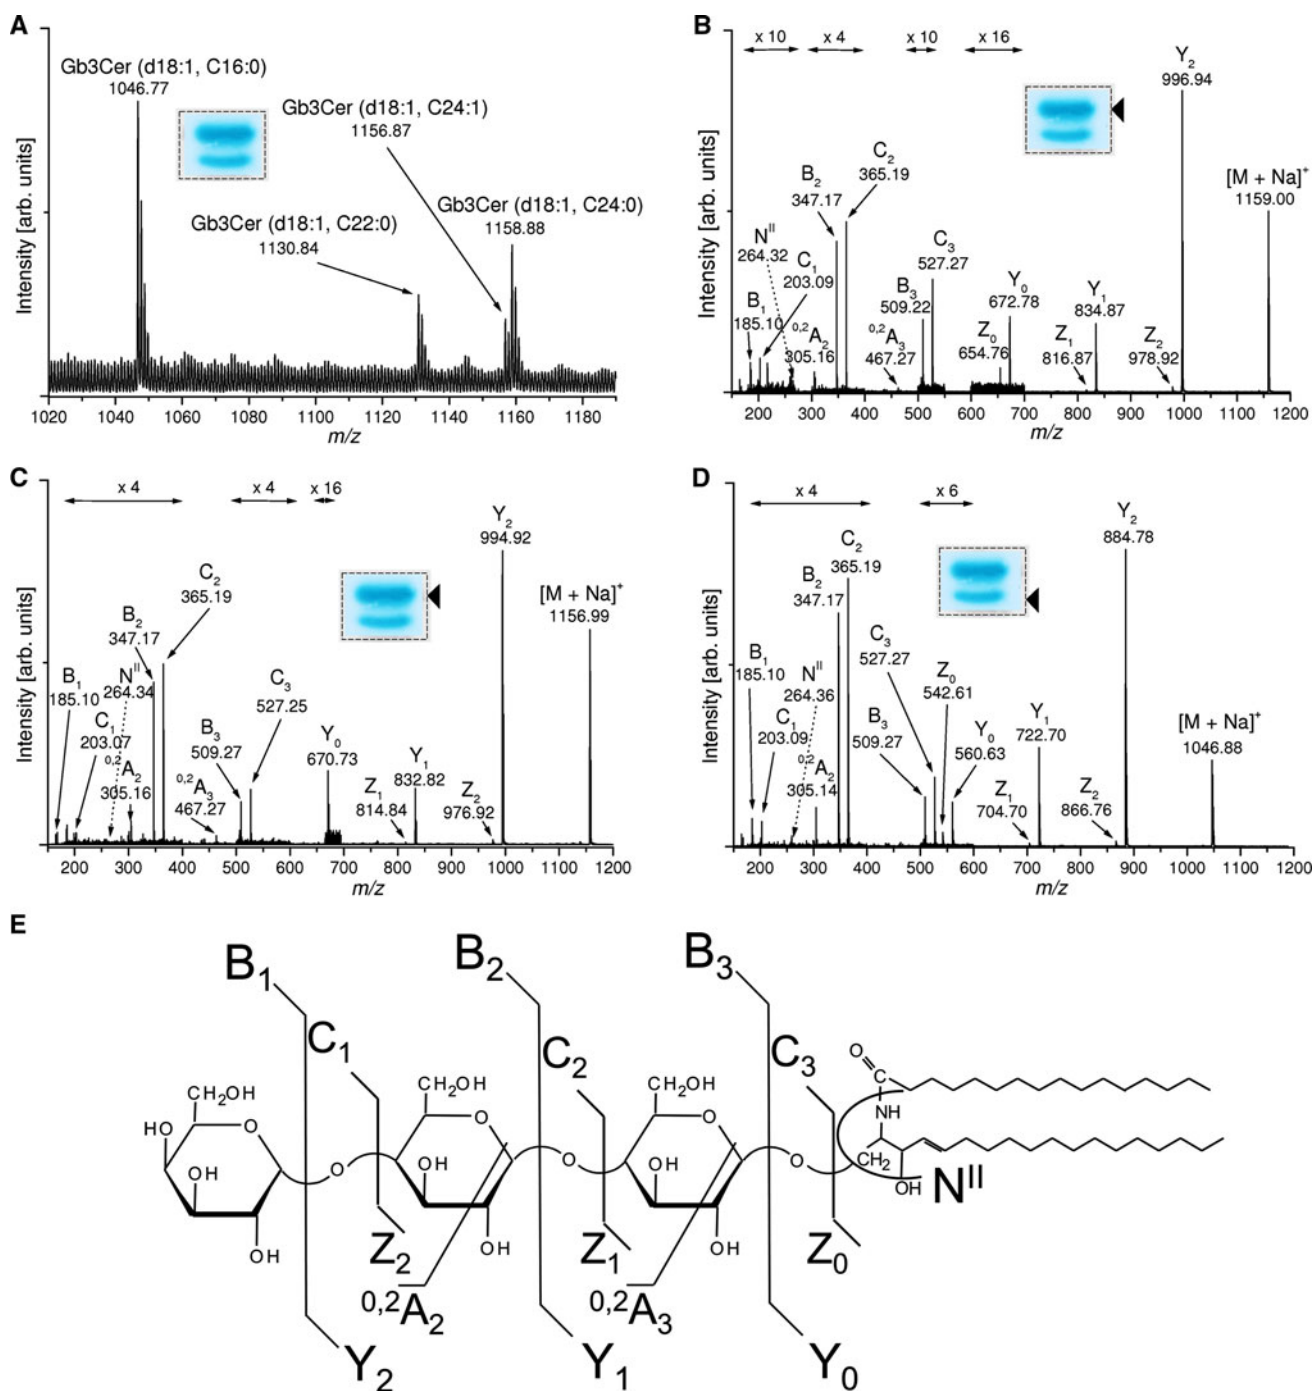 A
Gb3Cer (d18:1, C16:0)
1046.77
Gb3Cer (d18:1, C24:1)
1156.87
Gb3Cer (d18:1, C24:0)
1158.88
Gb3Cer (d18:1, C22:0)
1130.84
Intensity [arb. units]
1020 1040 1060 1080 1100 1120 1140 1160 1180
m/z
B
x 10 x 4 x 10 x 16
Y2
996.94
[M + Na]+
1159.00
C2
365.19
B2
347.17
NII
264.32
C1
203.09
C3
527.27
B3
509.22
Y0
672.78
Y1
834.87
B1
185.10
0,2A2
305.16
0,2A3
467.27
Z0
654.76
Z1
816.87
Z2
978.92
Intensity [arb. units]
200 300 400 500 600 700 800 900 1000 1100 1200
m/z
C
x 4 x 4 x 16
Y2
994.92
[M + Na]+
1156.99
C2
365.19
B2
347.17
B1
185.10
NII
264.34
C1
203.07
0,2A2
305.16
C3
527.25
B3
509.27
0,2A3
467.27
Y0
670.73
Y1
832.82
Z1
814.84
Z2
976.92
Intensity [arb. units]
200 300 400 500 600 700 800 900 1000 1100 1200
m/z
D
x 4 x 6
Y2
884.78
C2
365.19
B2
347.17
C3
527.27
Z0
542.61
B1
185.10
NII
264.36
C1
203.09
0,2A2
305.14
B3
509.27
Y0
560.63
Y1
722.70
Z1
704.70
Z2
866.76
[M + Na]+
1046.88
Intensity [arb. units]
200 300 400 500 600 700 800 900 1000 1100 1200
m/z
E
B1 B2 B3
C1 C2 C3
O
C
CH2OH CH2OH CH2OH
NH
HO O O O
OH OH OH
O O O
CH2
OH
NII
OH OH OH
Z2 Z1 Z0
0,2A2 0,2A3
Y2 Y1 Y0